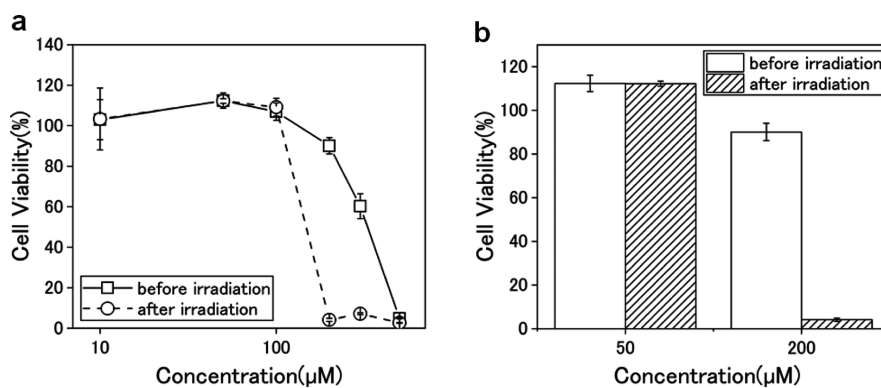 a
140
120
100
80
60
40
20
0
Cell Viability(%)
before irradiation
after irradiation
10
100
Concentration(μM)
b
120
100
80
60
40
20
0
Cell Viability(%)
before irradiation
after irradiation
50
200
Concentration(μM)